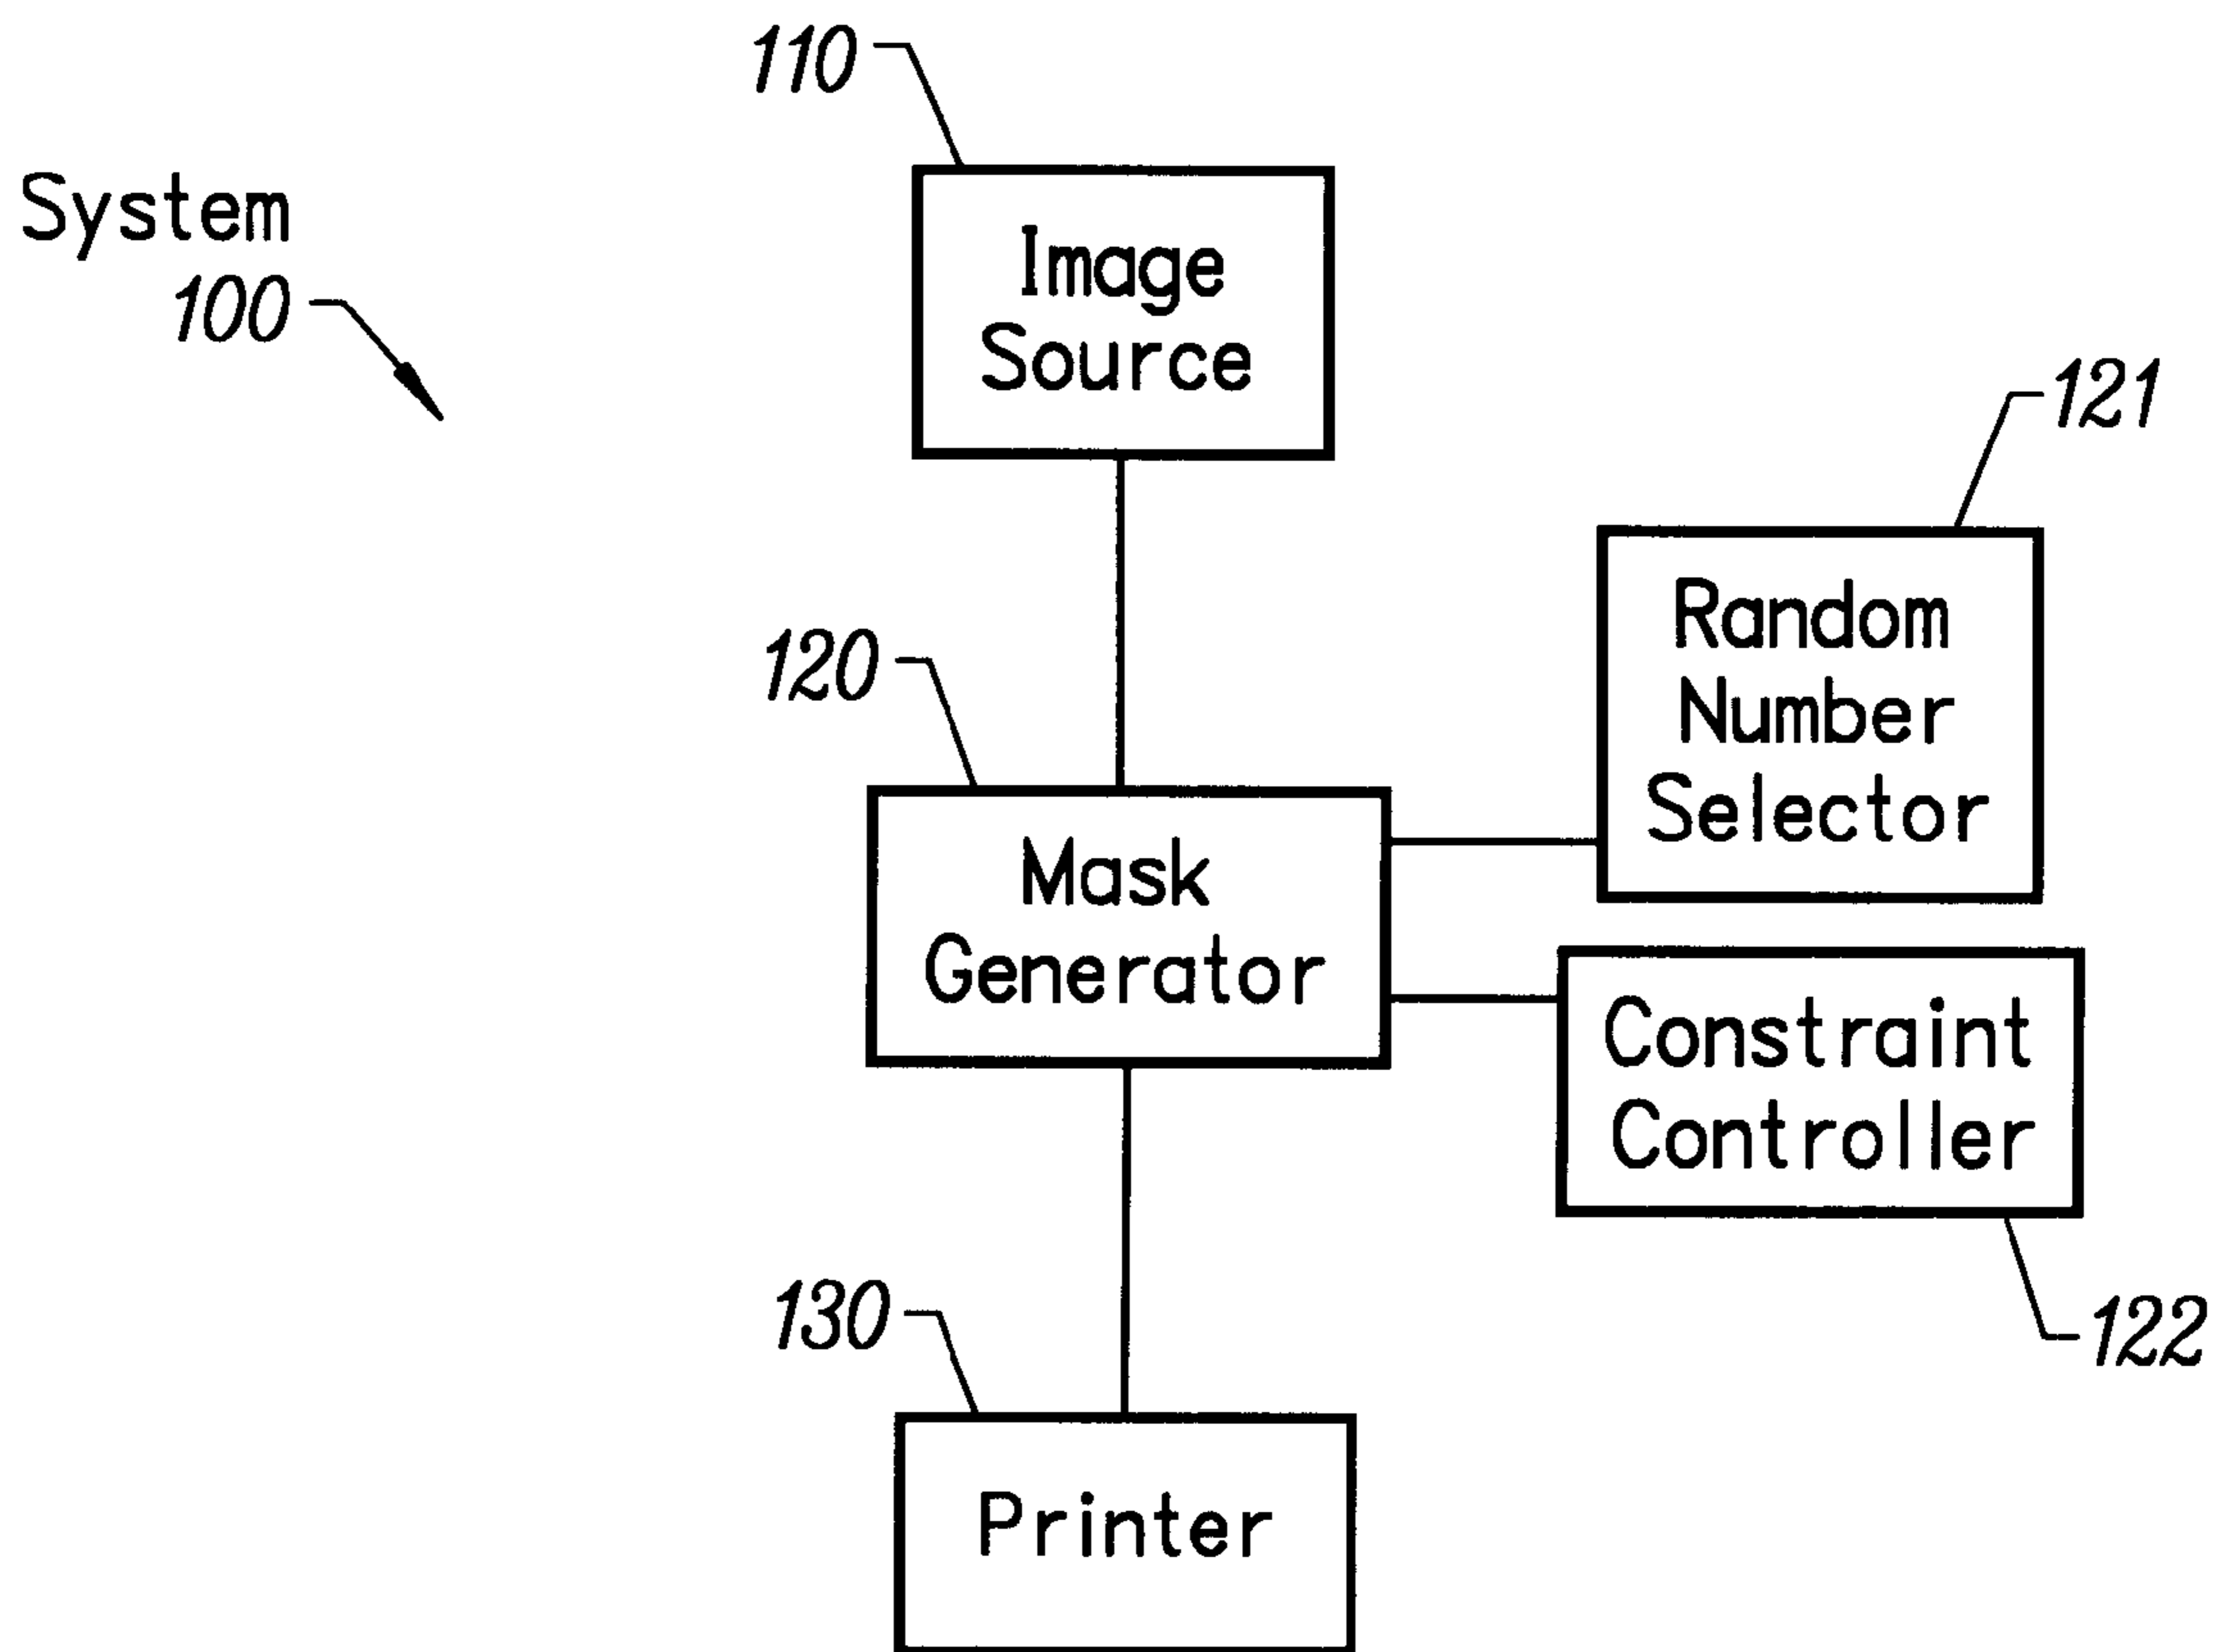 110
System
100
Image
Source
121
Random
Number
Selector
120
Mask
Generator
Constraint
Controller
122
130
Printer